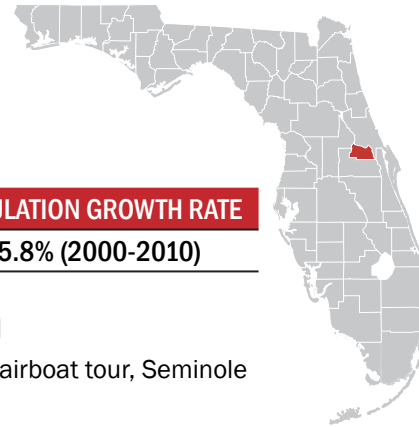 ULATION GROWTH RATE
5.8% (2000-2010)
airboat tour, Seminole